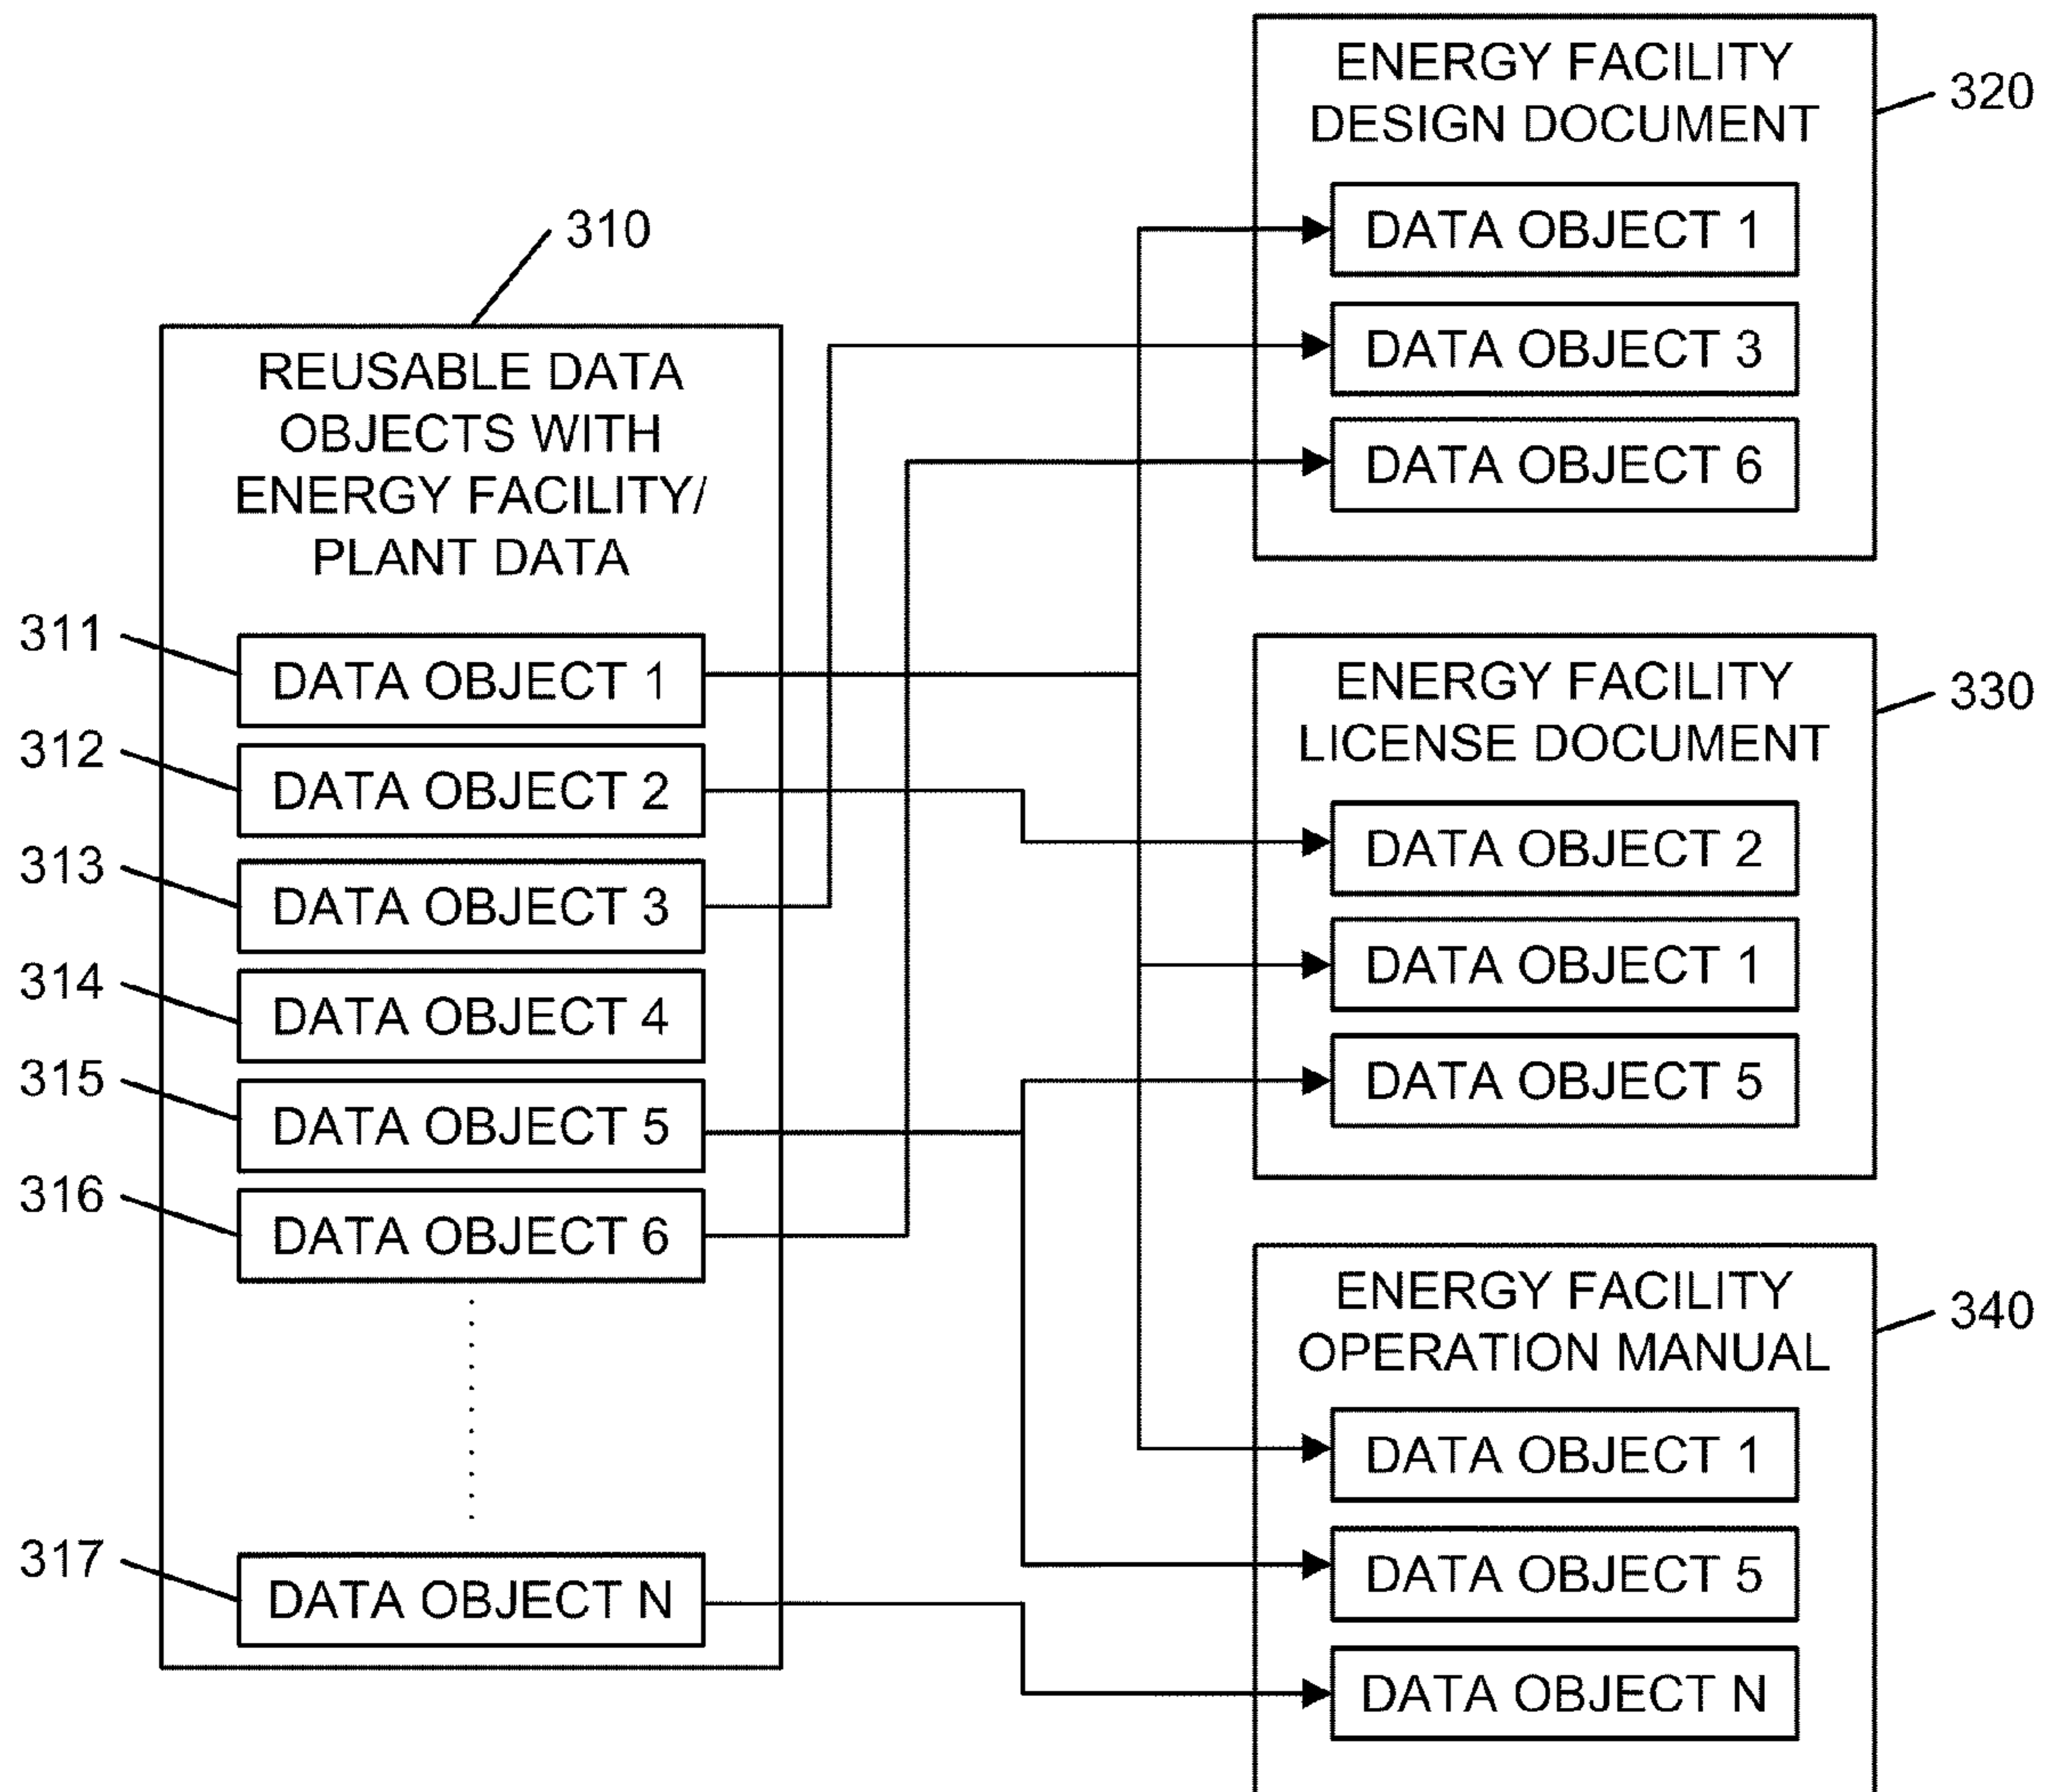 310
REUSABLE DATA
OBJECTS WITH
ENERGY FACILITY/
PLANT DATA
311
DATA OBJECT 1
312
DATA OBJECT 2
313
DATA OBJECT 3
314
DATA OBJECT 4
315
DATA OBJECT 5
316
DATA OBJECT 6
317
DATA OBJECT N
ENERGY FACILITY
DESIGN DOCUMENT
320
DATA OBJECT 1
DATA OBJECT 3
DATA OBJECT 6
ENERGY FACILITY
LICENSE DOCUMENT
330
DATA OBJECT 2
DATA OBJECT 1
DATA OBJECT 5
ENERGY FACILITY
OPERATION MANUAL
340
DATA OBJECT 1
DATA OBJECT 5
DATA OBJECT N